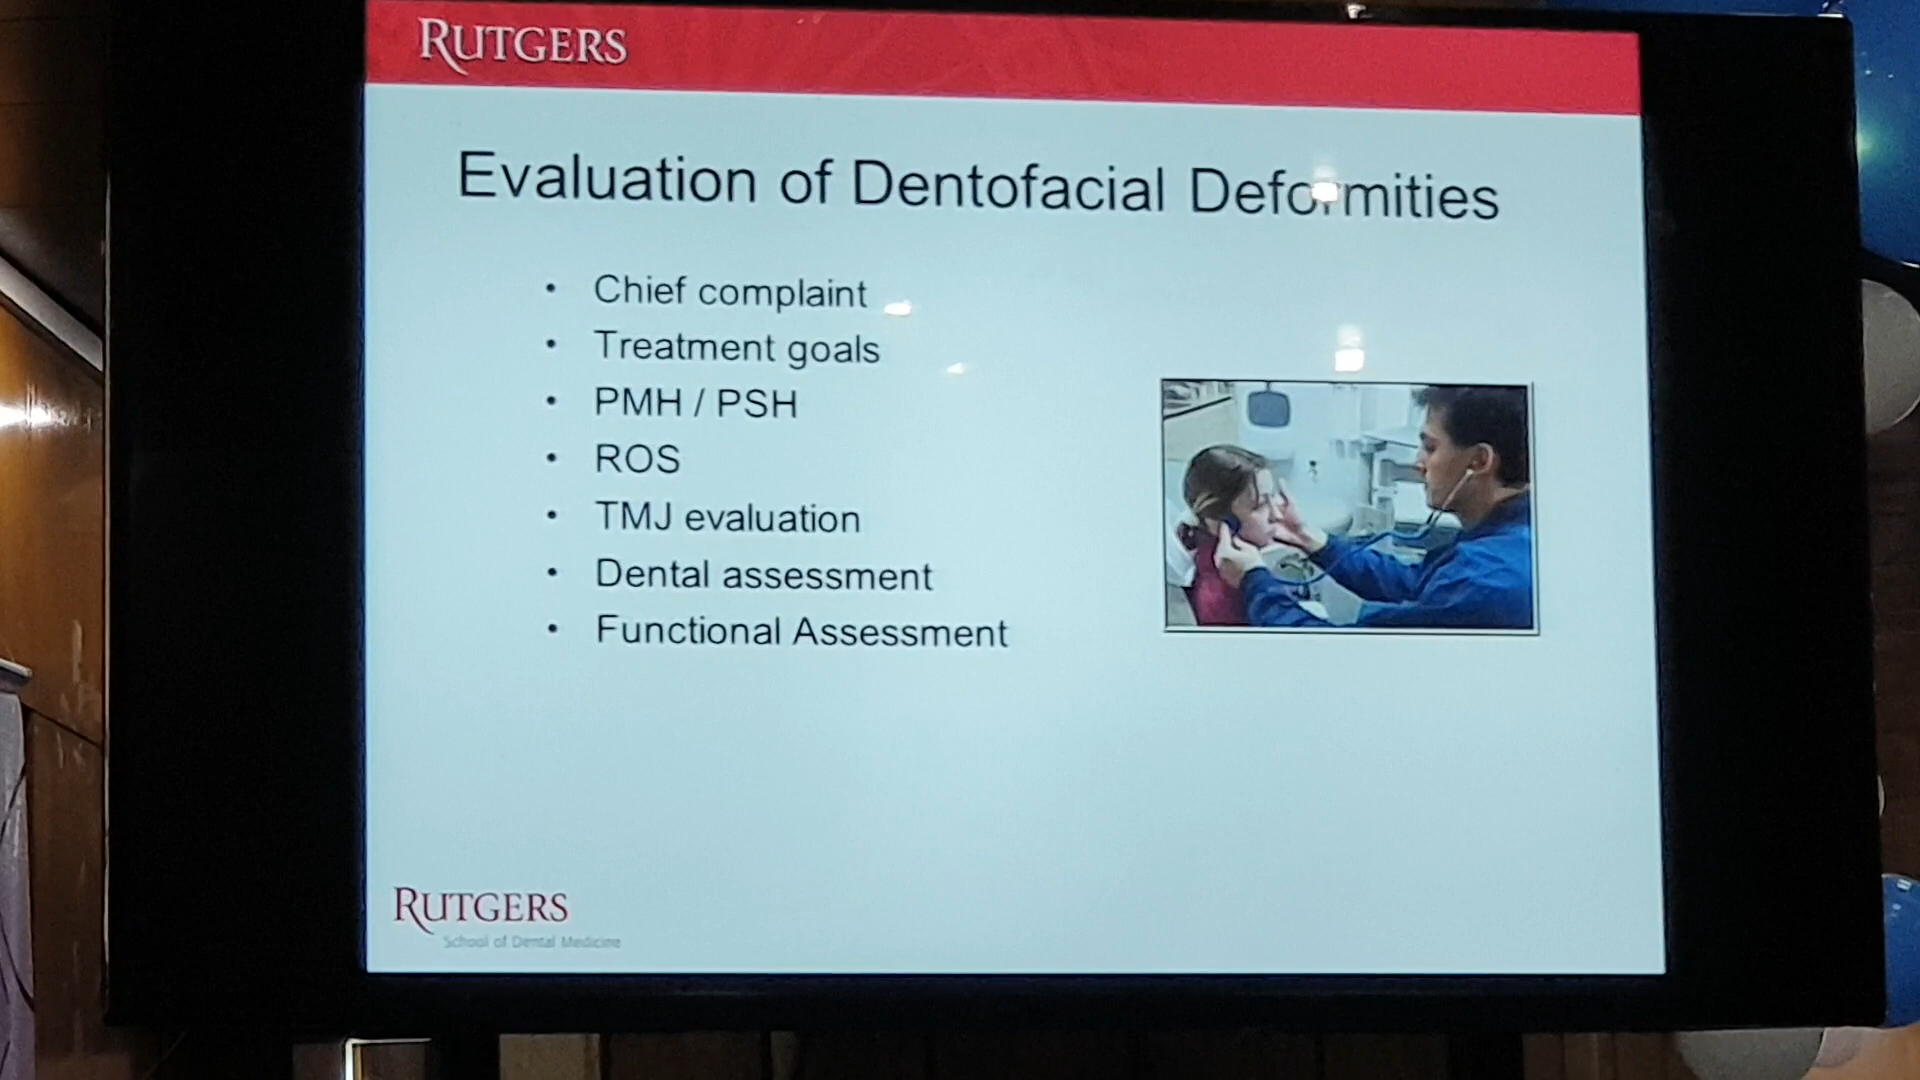 RUTGERS
Evaluation of Dentofacial Deformities
• Chief complaint
• Treatment goals
• PMH / PSH
• ROS
• TMJ evaluation
• Dental assessment
• Functional Assessment
RUTGERS
School of Dental Medicine